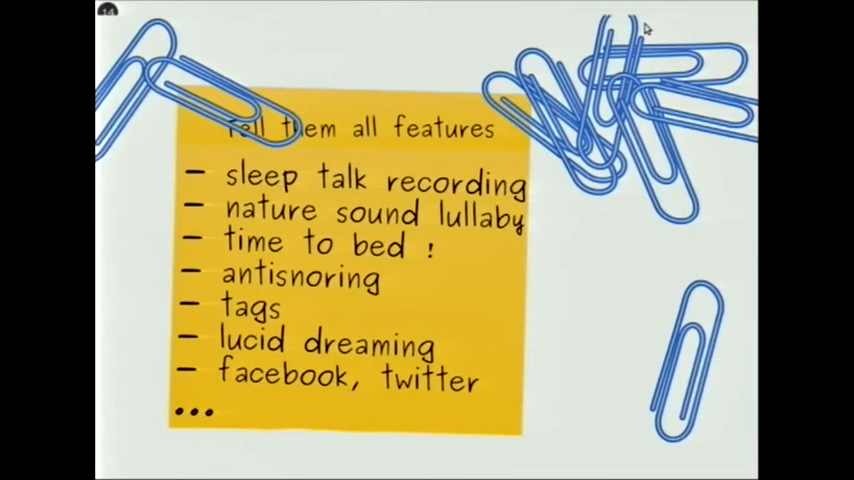 14
Tell them all features
– sleep talk recording
– nature sound lullaby
– time to bed !
– antisnoring
– tags
– lucid dreaming
– facebook, twitter
...